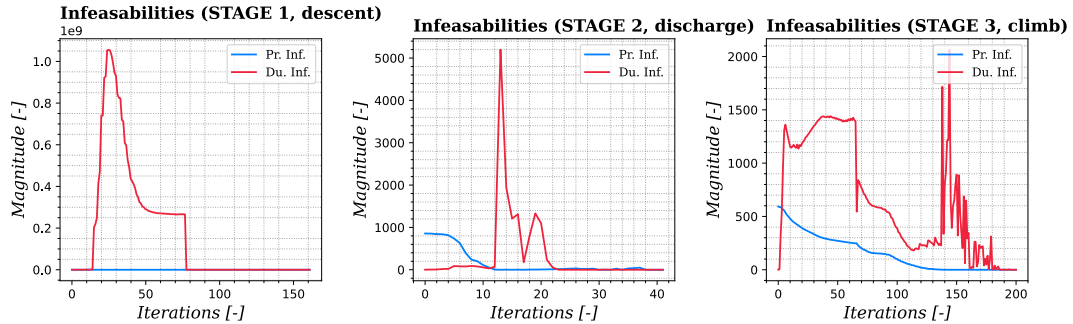 Infeasabilities (STAGE 1, descent)
1e9
Magnitude [-]
1.0
0.8
0.6
0.4
0.2
0.0
0
50
100
150
Iterations [-]
Pr. Inf.
Du. Inf.
Infeasabilities (STAGE 2, discharge)
Magnitude [-]
5000
4000
3000
2000
1000
0
0
10
20
30
40
Iterations [-]
Pr. Inf.
Du. Inf.
Infeasabilities (STAGE 3, climb)
Magnitude [-]
2000
1500
1000
500
0
0
50
100
150
200
Iterations [-]
Pr. Inf.
Du. Inf.